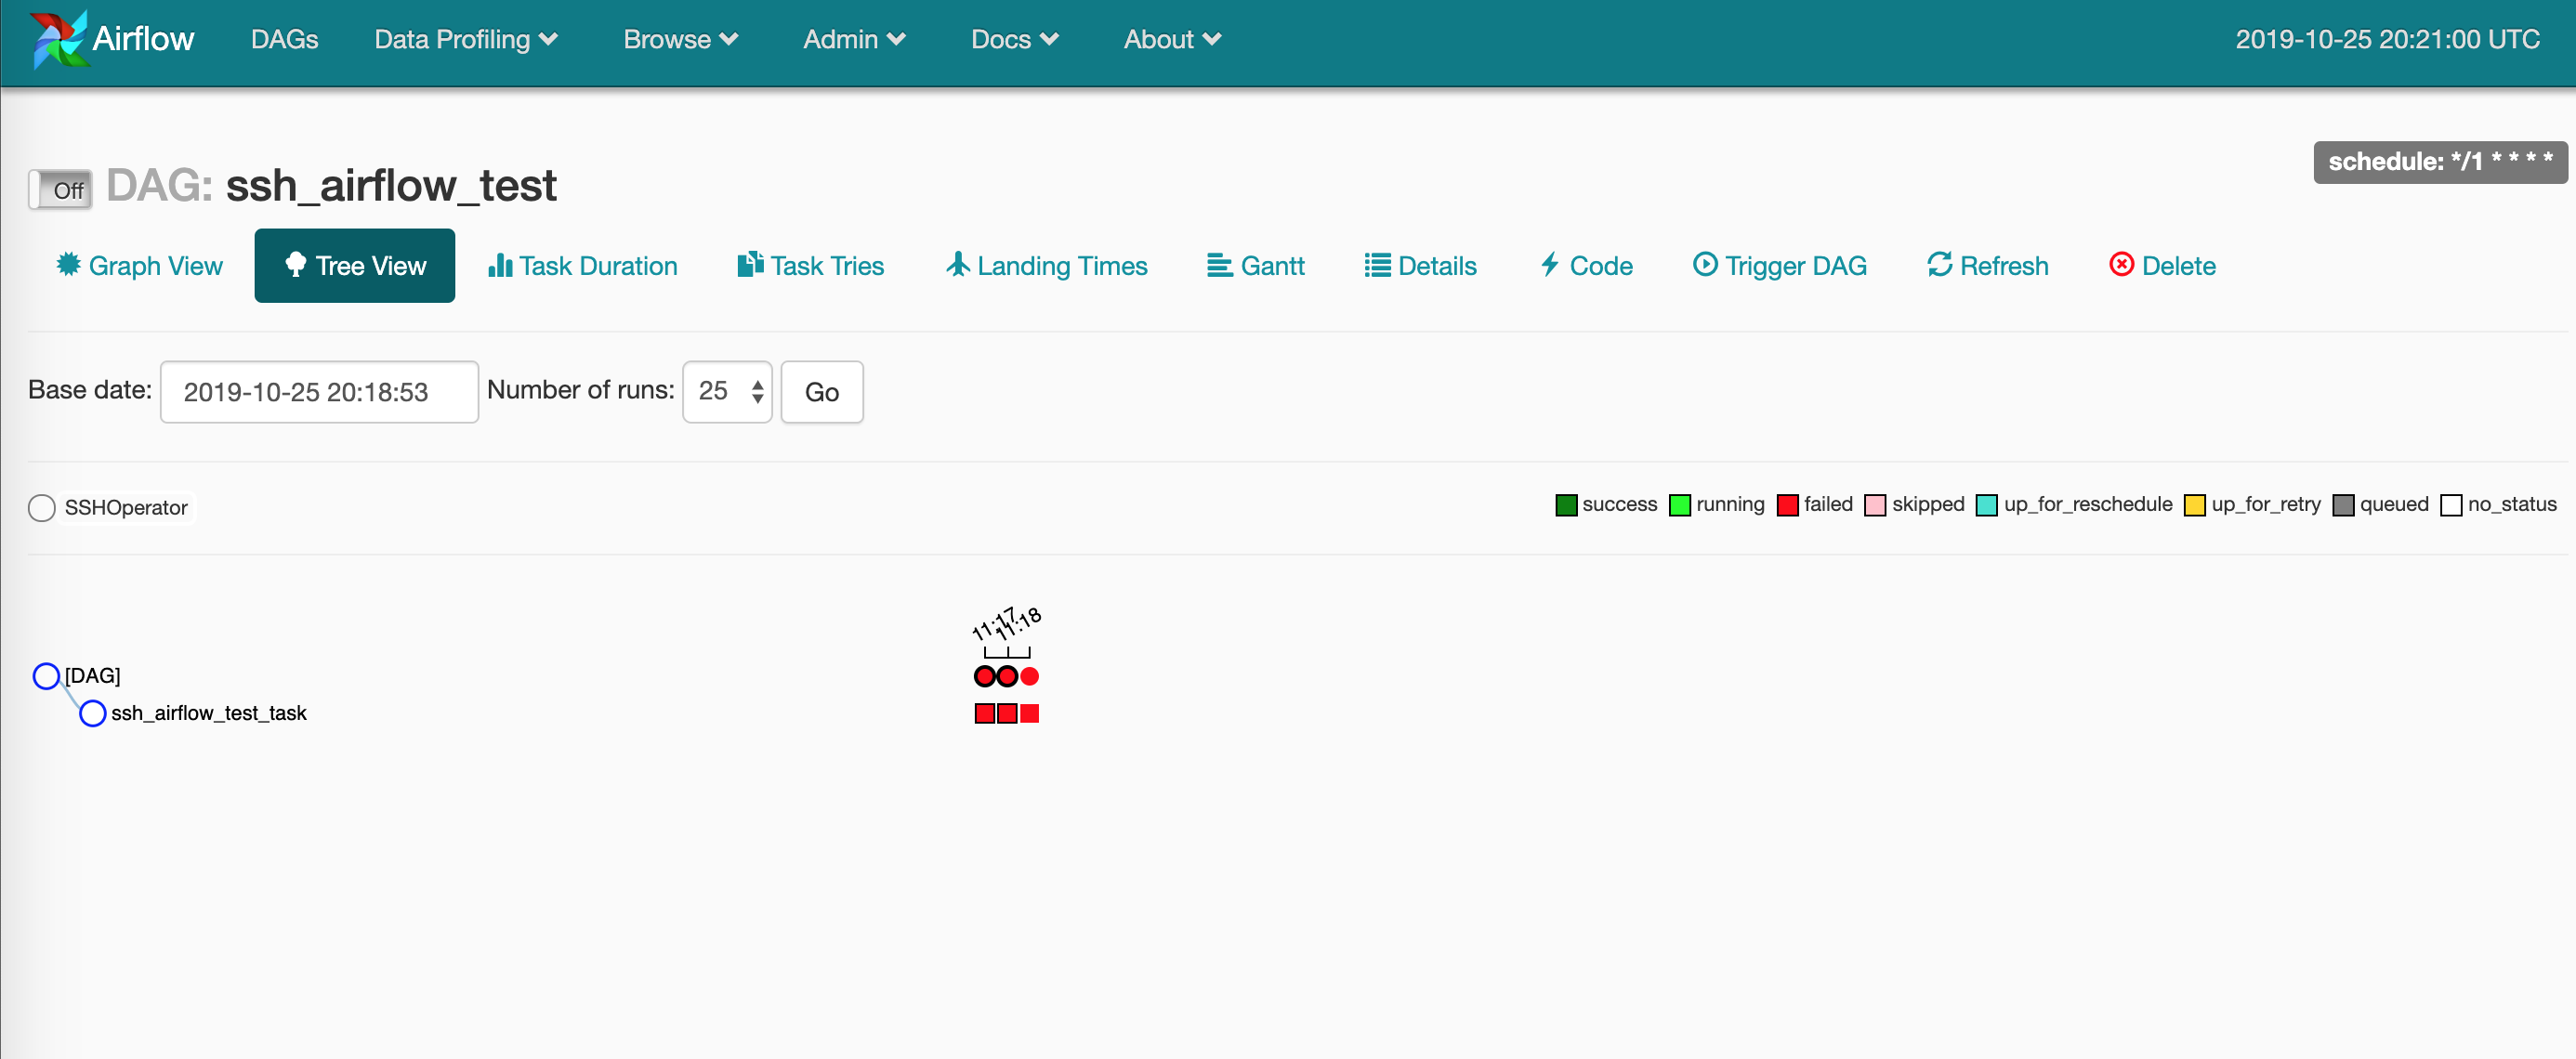 Airflow DAGs Data Profiling Browse Admin Docs About 2019-10-25 20:21:00 UTC
schedule: */1 * * * *
Off DAG: ssh_airflow_test
Graph View Tree View Task Duration Task Tries Landing Times Gantt Details Code Trigger DAG Refresh Delete
Base date: 2019-10-25 20:18:53 Number of runs: 25 Go
SSHOperator success running failed skipped up_for_reschedule up_for_retry queued no_status
11:17 11:18
[DAG]
ssh_airflow_test_task